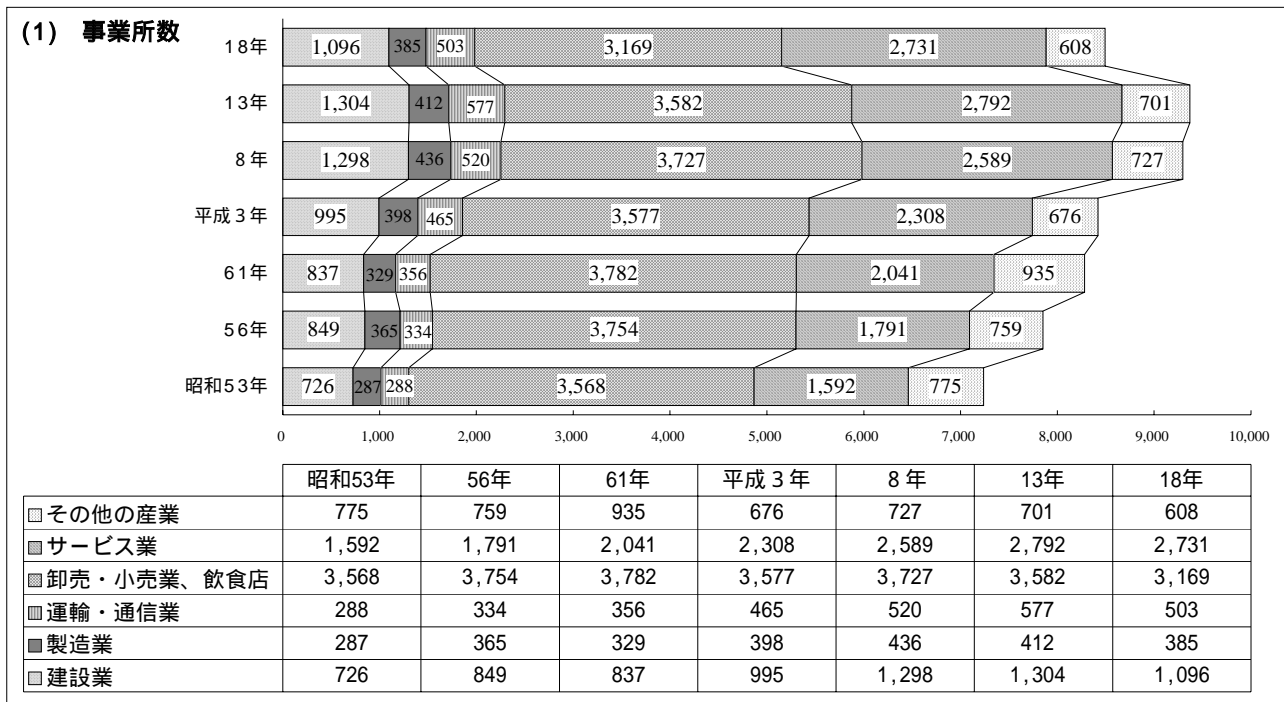 (1) 事業所数
18年 1,096 385 503 3,169 2,731 608
13年 1,304 412 577 3,582 2,792 701
8年 1,298 436 520 3,727 2,589 727
平成3年 995 398 465 3,577 2,308 676
61年 837 329 356 3,782 2,041 935
56年 849 365 334 3,754 1,791 759
昭和53年 726 287 288 3,568 1,592 775
0 1,000 2,000 3,000 4,000 5,000 6,000 7,000 8,000 9,000 10,000
昭和53年 56年 61年 平成3年 8年 13年 18年
その他の産業 775 759 935 676 727 701 608
サービス業 1,592 1,791 2,041 2,308 2,589 2,792 2,731
卸売・小売業、飲食店 3,568 3,754 3,782 3,577 3,727 3,582 3,169
運輸・通信業 288 334 356 465 520 577 503
製造業 287 365 329 398 436 412 385
建設業 726 849 837 995 1,298 1,304 1,096